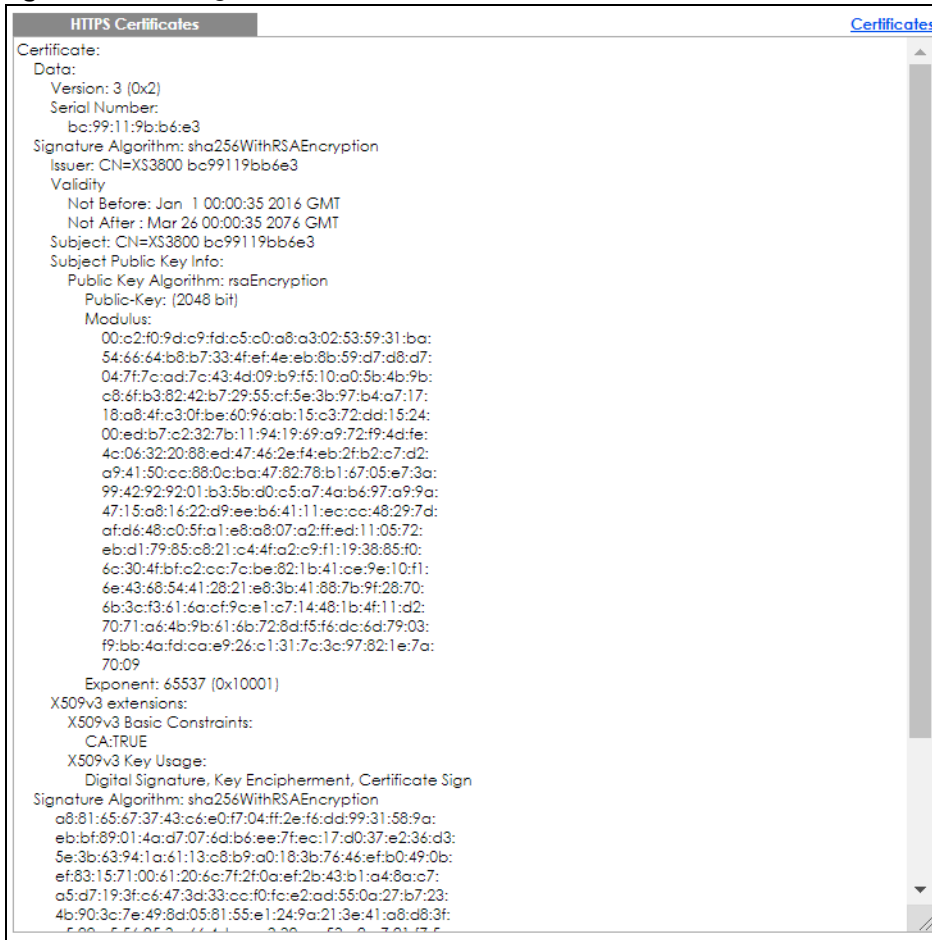 HTTPS Certificates
Certificates
Certificate:
Data:
Version: 3 (0x2)
Serial Number:
bc:99:11:9b:b6:e3
Signature Algorithm: sha256WithRSAEncryption
Issuer: CN=XS3800 bc99119bb6e3
Validity
Not Before: Jan  1 00:00:35 2016 GMT
Not After : Mar 26 00:00:35 2076 GMT
Subject: CN=XS3800 bc99119bb6e3
Subject Public Key Info:
Public Key Algorithm: rsaEncryption
Public-Key: (2048 bit)
Modulus:
00:c2:f0:9d:c9:fd:c5:c0:a8:a3:02:53:59:31:ba:
54:66:64:b8:b7:33:4f:ef:4e:eb:8b:59:d7:d8:d7:
04:7f:7c:ad:7c:43:4d:09:b9:f5:10:a0:5b:4b:9b:
c8:6f:b3:82:42:b7:29:55:cf:5e:3b:97:b4:a7:17:
18:a8:4f:c3:0f:be:60:96:ab:15:c3:72:dd:15:24:
00:ed:b7:c2:32:7b:11:94:19:69:a9:72:f9:4d:fe:
4c:06:32:20:88:ed:47:46:2e:f4:eb:2f:b2:c7:d2:
a9:41:50:cc:88:0c:ba:47:82:78:b1:67:05:e7:3a:
99:42:92:92:01:b3:5b:d0:c5:a7:4a:b6:97:a9:9a:
47:15:a8:16:22:d9:ee:b6:41:11:ec:cc:48:29:7d:
af:d6:48:c0:5f:a1:e8:a8:07:a2:ff:ed:11:05:72:
eb:d1:79:85:c8:21:c4:4f:a2:c9:f1:19:38:85:f0:
6c:30:4f:bf:c2:cc:7c:be:82:1b:41:ce:9e:10:f1:
6e:43:68:54:41:28:21:e8:3b:41:88:7b:9f:28:70:
6b:3c:f3:61:6a:cf:9c:e1:c7:14:48:1b:4f:11:d2:
70:71:a6:4b:9b:61:6b:72:8d:f5:f6:dc:6d:79:03:
f9:bb:4a:fd:ca:e9:26:c1:31:7c:3c:97:82:1e:7a:
70:09
Exponent: 65537 (0x10001)
X509v3 extensions:
X509v3 Basic Constraints:
CA:TRUE
X509v3 Key Usage:
Digital Signature, Key Encipherment, Certificate Sign
Signature Algorithm: sha256WithRSAEncryption
a8:81:65:67:37:43:c6:e0:f7:04:ff:2e:f6:dd:99:31:58:9a:
eb:bf:89:01:4a:d7:07:6d:b6:ee:7f:ec:17:d0:37:e2:36:d3:
5e:3b:63:94:1a:61:13:c8:b9:a0:18:3b:76:46:ef:b0:49:0b:
ef:83:15:71:00:61:20:6c:7f:2f:0a:ef:2b:43:b1:a4:8a:c7:
a5:d7:19:3f:c6:47:3d:33:cc:f0:fc:e2:ad:55:0a:27:b7:23:
4b:90:3c:7e:49:8d:05:81:55:e1:24:9a:21:3e:41:a8:d8:3f: